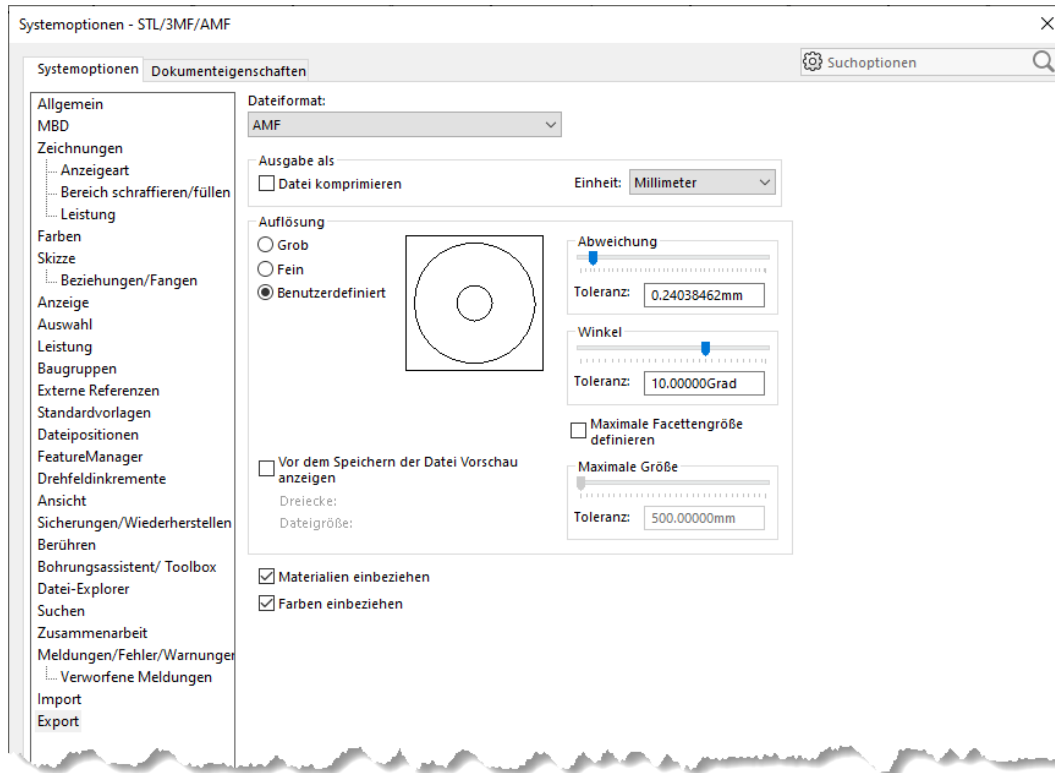 Systemoptionen - STL/3MF/AMF
Systemoptionen
Dokumenteigenschaften
Suchoptionen
Allgemein
MBD
Zeichnungen
Anzeigeart
Bereich schraffieren/füllen
Leistung
Farben
Skizze
Beziehungen/Fangen
Anzeige
Auswahl
Leistung
Baugruppen
Externe Referenzen
Standardvorlagen
Dateipositionen
FeatureManager
Drehfeldinkremente
Ansicht
Sicherungen/Wiederherstellen
Berühren
Bohrungsassistent/ Toolbox
Datei-Explorer
Suchen
Zusammenarbeit
Meldungen/Fehler/Warnunger
Verworfene Meldungen
Import
Export
Dateiformat:
AMF
Ausgabe als
Datei komprimieren
Einheit: Millimeter
Auflösung
Grob
Fein
Benutzerdefiniert
Abweichung
Toleranz: 0.24038462mm
Winkel
Toleranz: 10.00000Grad
Maximale Facettengröße
definieren
Vor dem Speichern der Datei Vorschau
anzeigen
Dreiecke:
Dateigröße:
Maximale Größe
Toleranz: 500.00000mm
Materialien einbeziehen
Farben einbeziehen